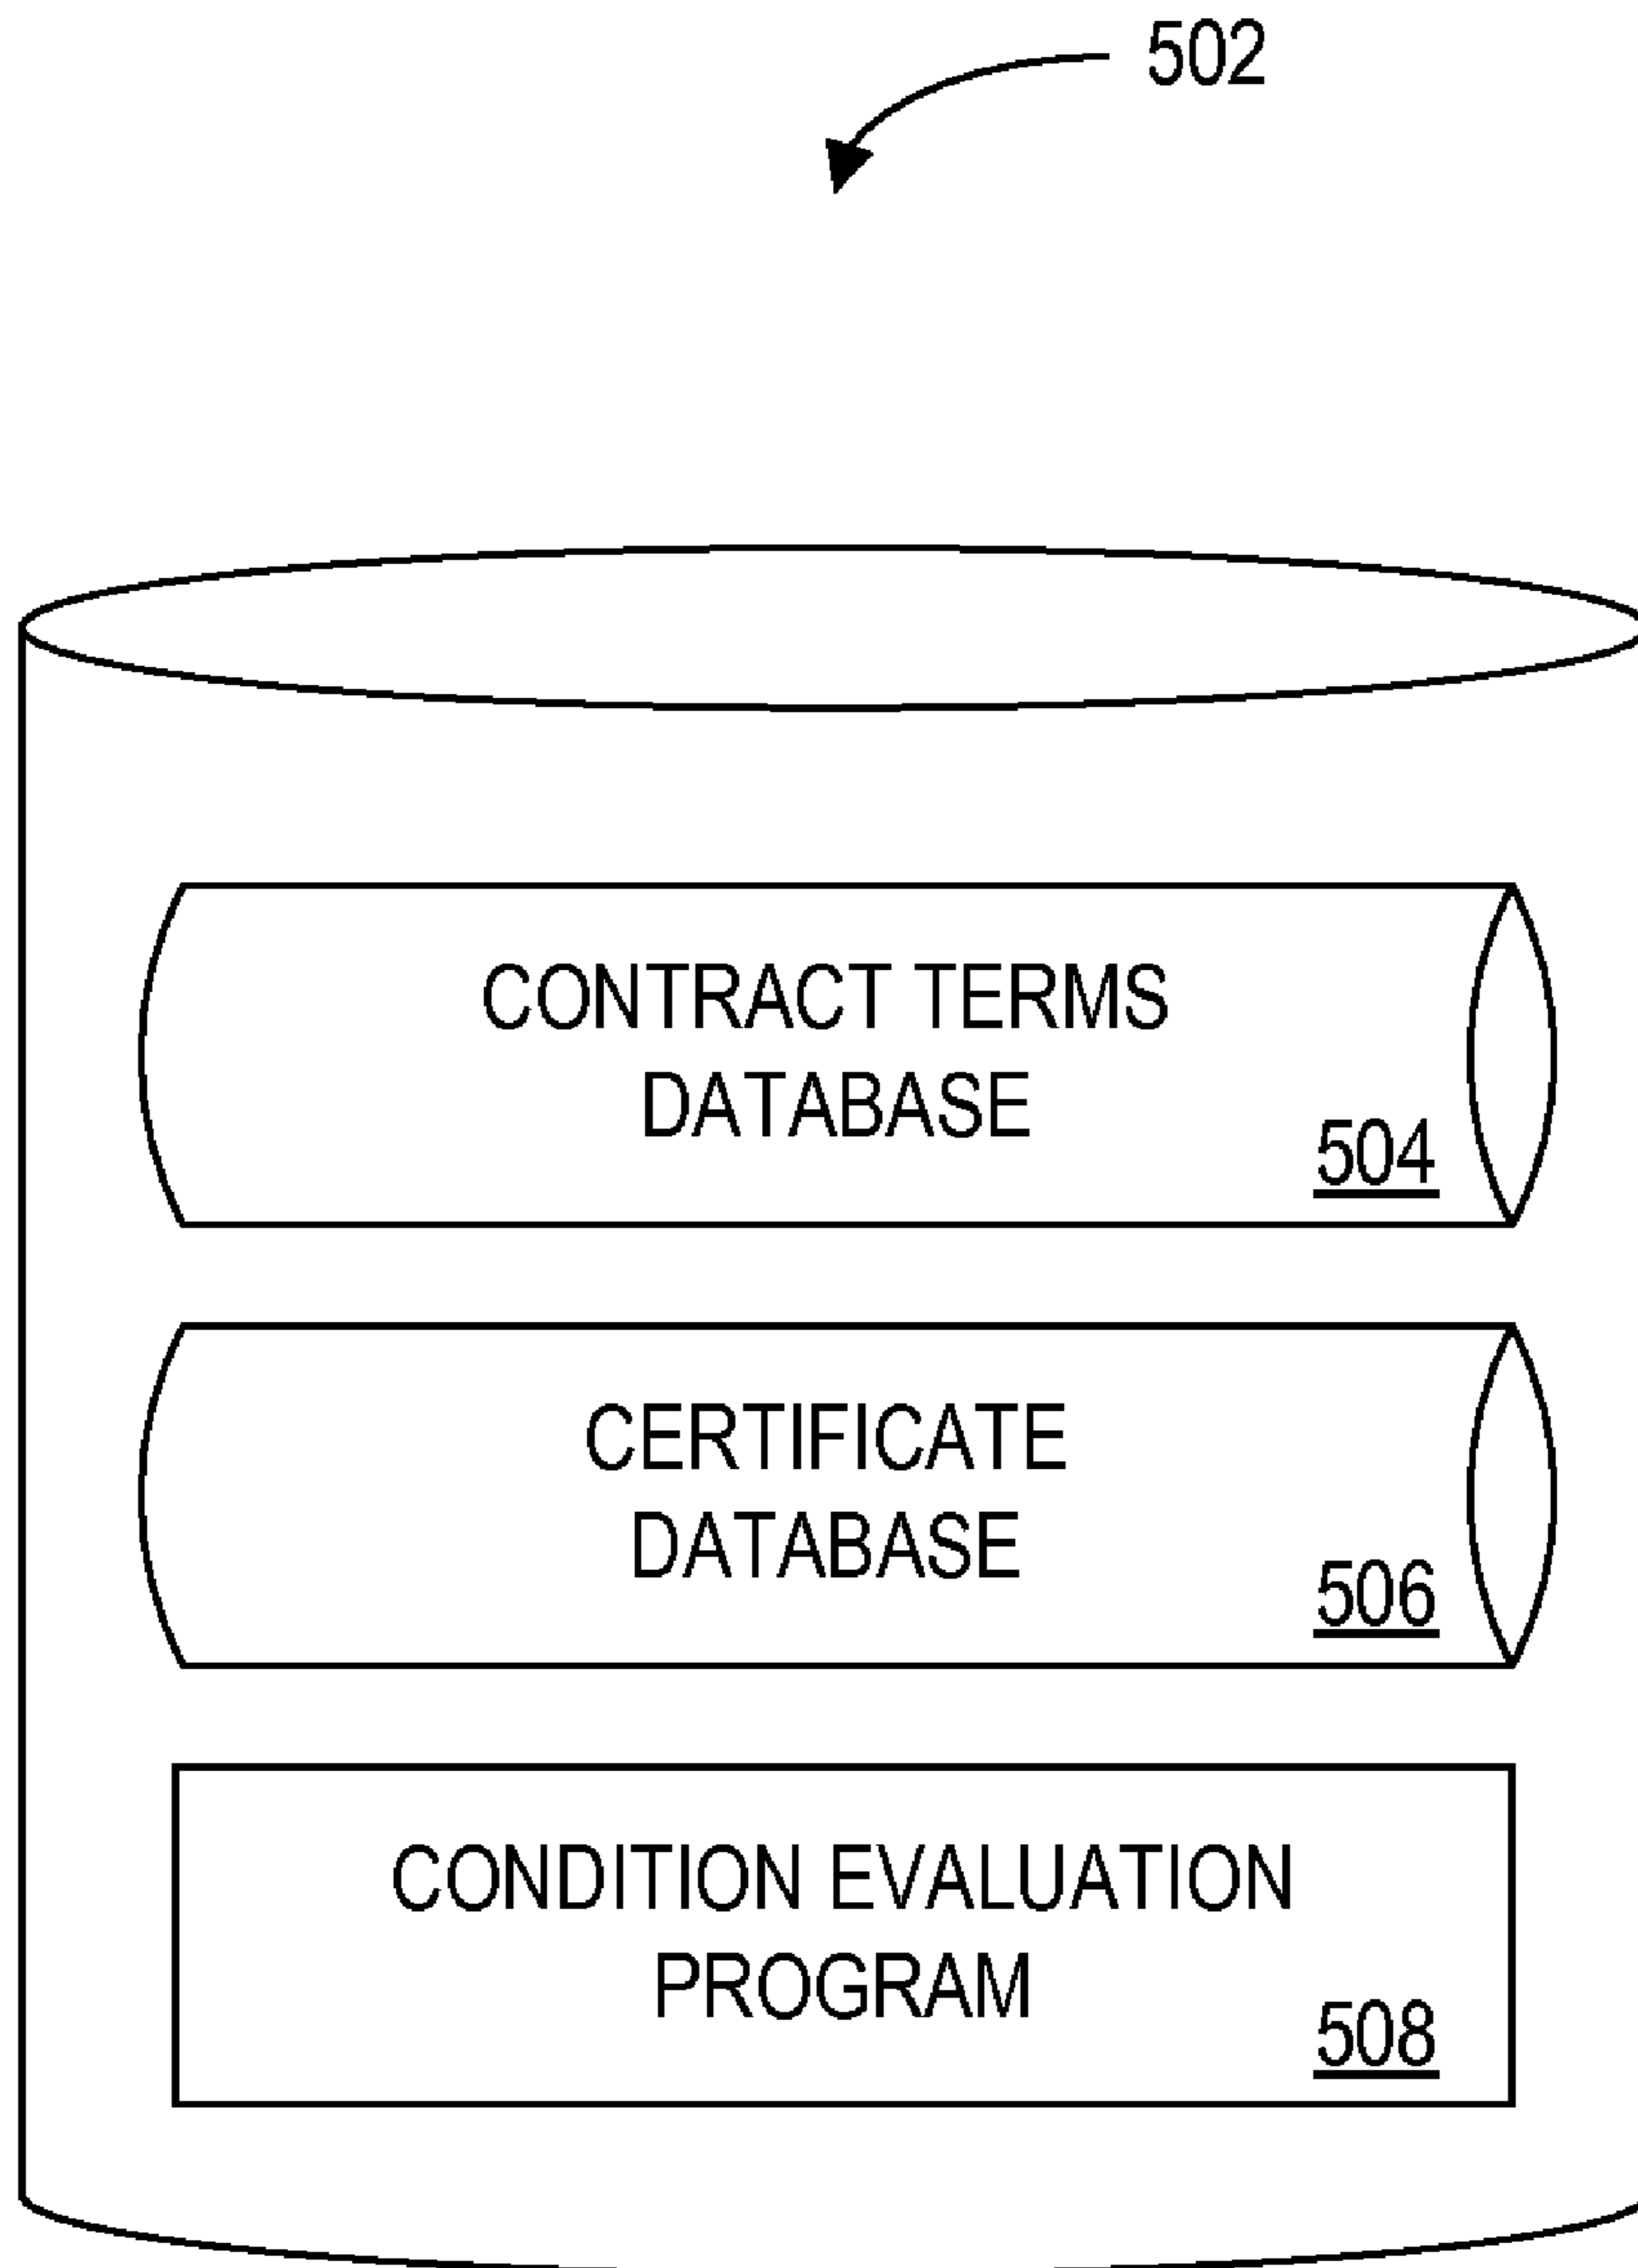 502
CONTRACT TERMS
DATABASE
504
CERTIFICATE
DATABASE
506
CONDITION EVALUATION
PROGRAM
508